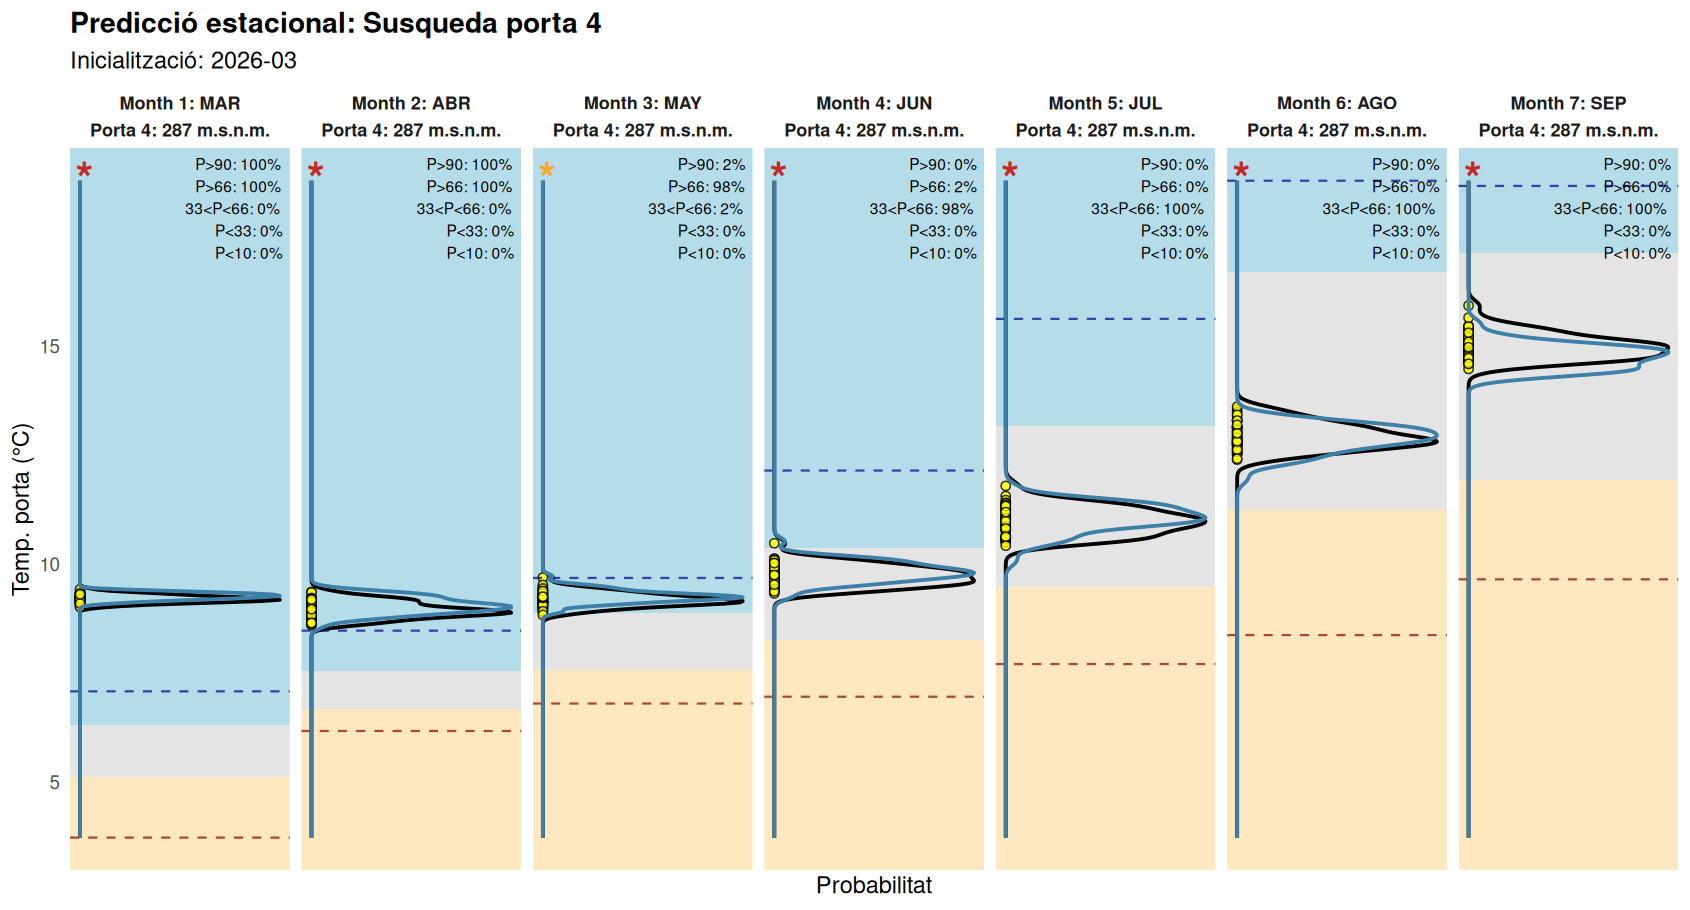 Predicció estacional: Susqueda porta 4
Inicialització: 2026-03
Month 1: MAR
Porta 4: 287 m.s.n.m.
Month 2: ABR
Porta 4: 287 m.s.n.m.
Month 3: MAY
Porta 4: 287 m.s.n.m.
Month 4: JUN
Porta 4: 287 m.s.n.m.
Month 5: JUL
Porta 4: 287 m.s.n.m.
Month 6: AGO
Porta 4: 287 m.s.n.m.
Month 7: SEP
Porta 4: 287 m.s.n.m.
*
P>90: 100%
P>66: 100%
33<P<66: 0%
P<33: 0%
P<10: 0%
*
P>90: 100%
P>66: 100%
33<P<66: 0%
P<33: 0%
P<10: 0%
*
P>90: 2%
P>66: 98%
33<P<66: 2%
P<33: 0%
P<10: 0%
*
P>90: 0%
P>66: 2%
33<P<66: 98%
P<33: 0%
P<10: 0%
*
P>90: 0%
P>66: 0%
33<P<66: 100%
P<33: 0%
P<10: 0%
*
P>90: 0%
P>66: 0%
33<P<66: 100%
P<33: 0%
P<10: 0%
*
P>90: 0%
P>66: 0%
33<P<66: 100%
P<33: 0%
P<10: 0%
15
10
5
Temp. porta (°C)
Probabilitat